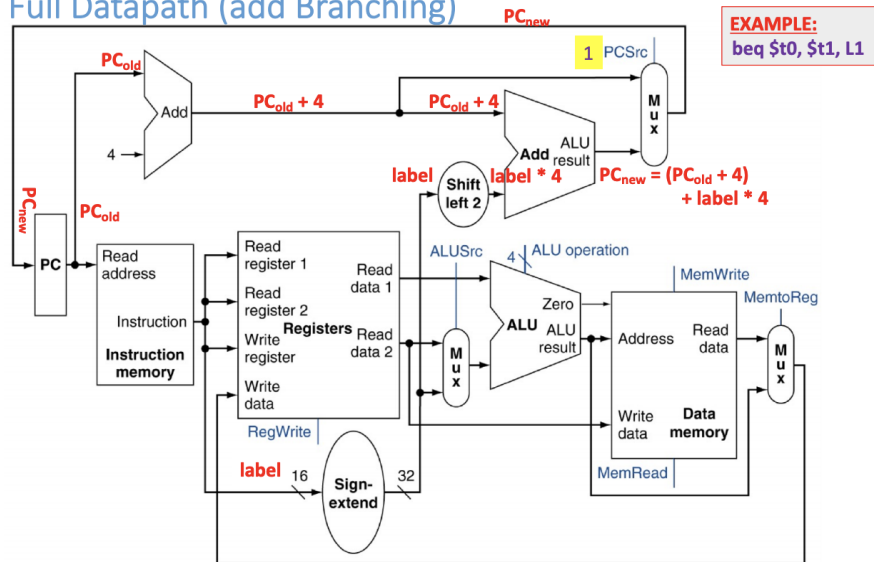 Full Datapath (add Branching)
PCnew
EXAMPLE:
beq $t0, $t1, L1
1 PCSrc
PCold
Add
PCold + 4
PCold + 4
4
M
u
x
Add ALU
result
label
Shift
left 2
label * 4
PCnew = (PCold + 4)
+ label * 4
PCnew
PCold
PC
Read
address
Instruction
Instruction
memory
Read
register 1
Read
register 2
Write
register
Write
data
Registers
Read
data 1
Read
data 2
RegWrite
ALUSrc
M
u
x
4
ALU operation
Zero
ALU
ALU
result
MemWrite
Address
Read
data
Write
data
Data
memory
MemRead
MemtoReg
M
u
x
label
16
Sign-
extend
32